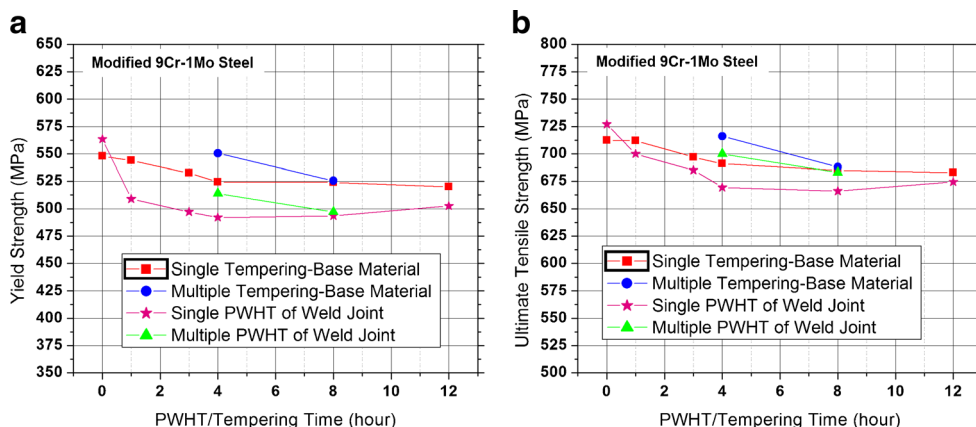 a
650
625
600
575
550
525
500
475
450
425
400
375
350
Yield Strength (MPa)
Modified 9Cr-1Mo Steel
Single Tempering-Base Material
Multiple Tempering-Base Material
Single PWHT of Weld Joint
Multiple PWHT of Weld Joint
0 2 4 6 8 10 12
PWHT/Tempering Time (hour)
b
800
775
750
725
700
675
650
625
600
575
550
525
500
Ultimate Tensile Strength (MPa)
Modified 9Cr-1Mo Steel
Single Tempering-Base Material
Multiple Tempering-Base Material
Single PWHT of Weld Joint
Multiple PWHT of Weld Joint
0 2 4 6 8 10 12
PWHT/Tempering Time (hour)